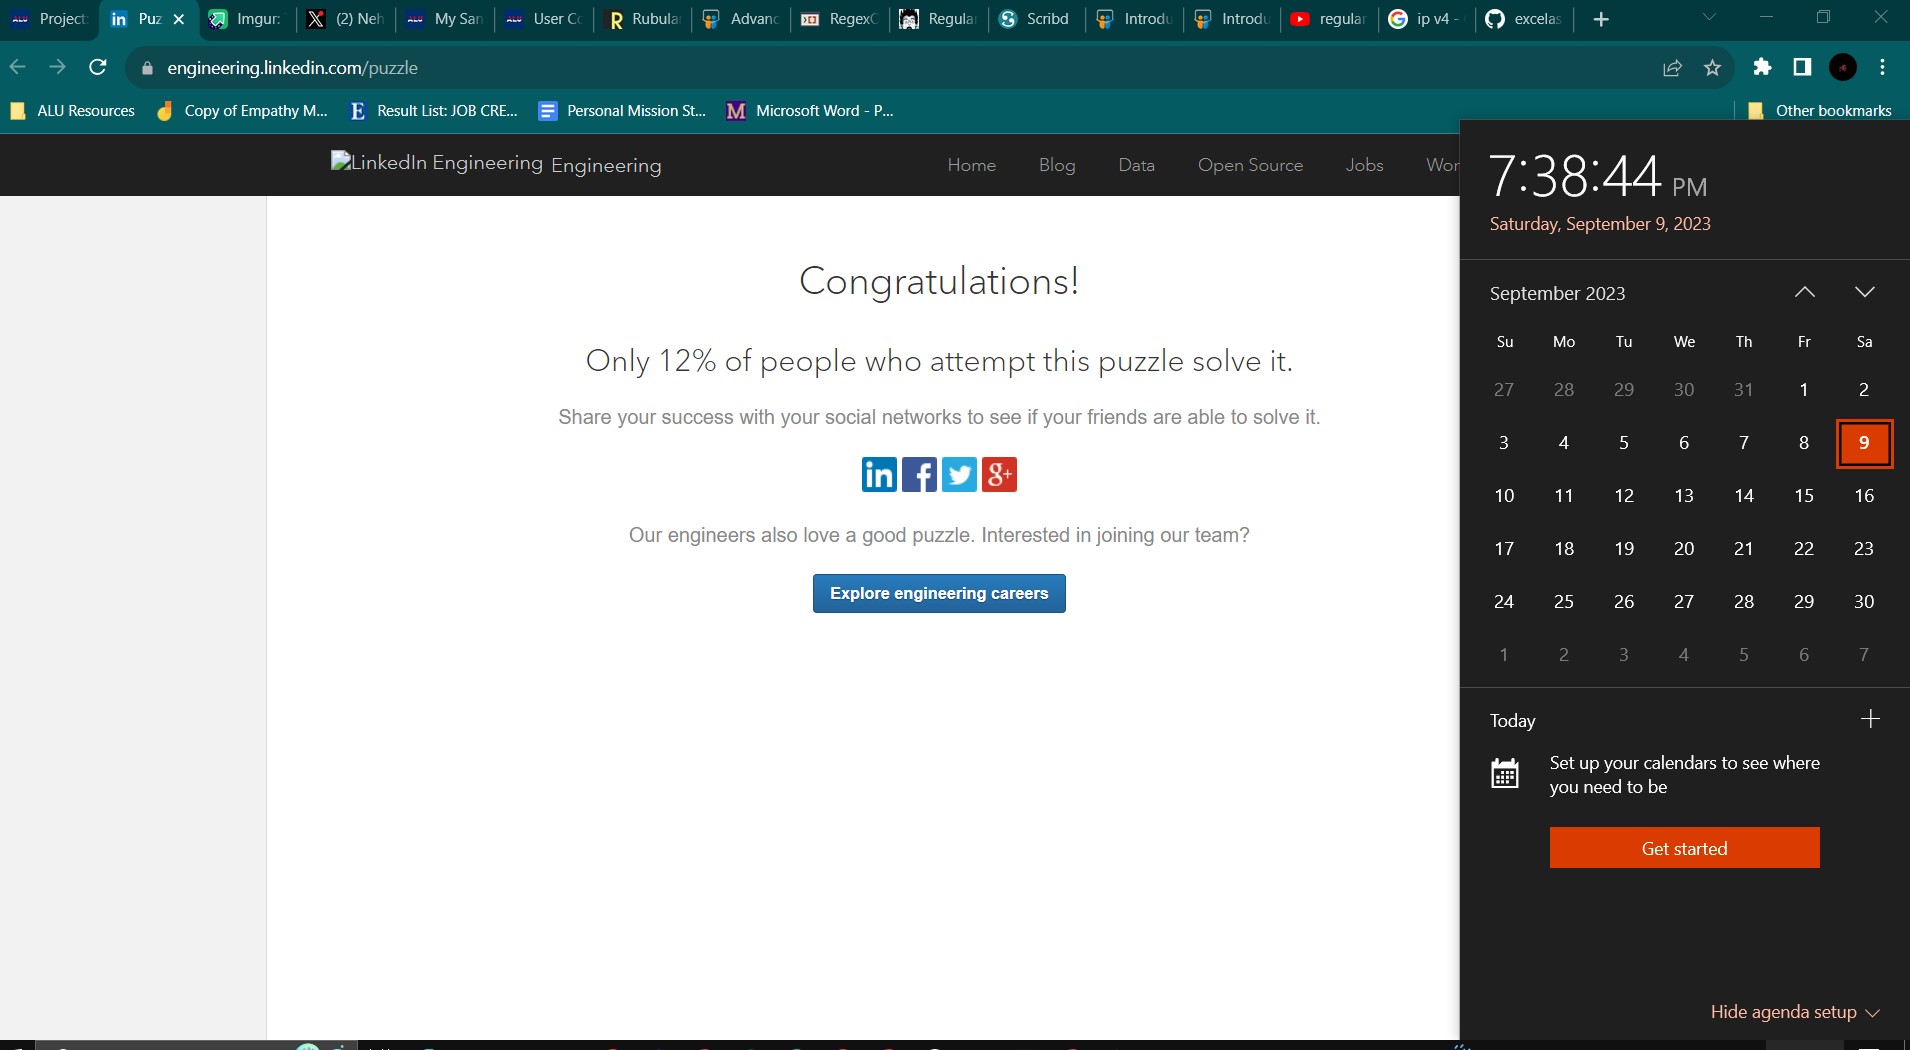 Project: Puz Imgur: (2) Neh My San User Co Rubular Advanc RegexO Regular Scribd Introdu Introdu regular ip v4 - excelas
engineering.linkedin.com/puzzle
ALU Resources Copy of Empathy M... Result List: JOB CRE... Personal Mission St... Microsoft Word - P... Other bookmarks
LinkedIn Engineering Engineering Home Blog Data Open Source Jobs Wor
Congratulations!
Only 12% of people who attempt this puzzle solve it.
Share your success with your social networks to see if your friends are able to solve it.
in f g+
Our engineers also love a good puzzle. Interested in joining our team?
Explore engineering careers
7:38:44 PM
Saturday, September 9, 2023
September 2023
Su Mo Tu We Th Fr Sa
27 28 29 30 31 1 2
3 4 5 6 7 8 9
10 11 12 13 14 15 16
17 18 19 20 21 22 23
24 25 26 27 28 29 30
1 2 3 4 5 6 7
Today
Set up your calendars to see where
you need to be
Get started
Hide agenda setup